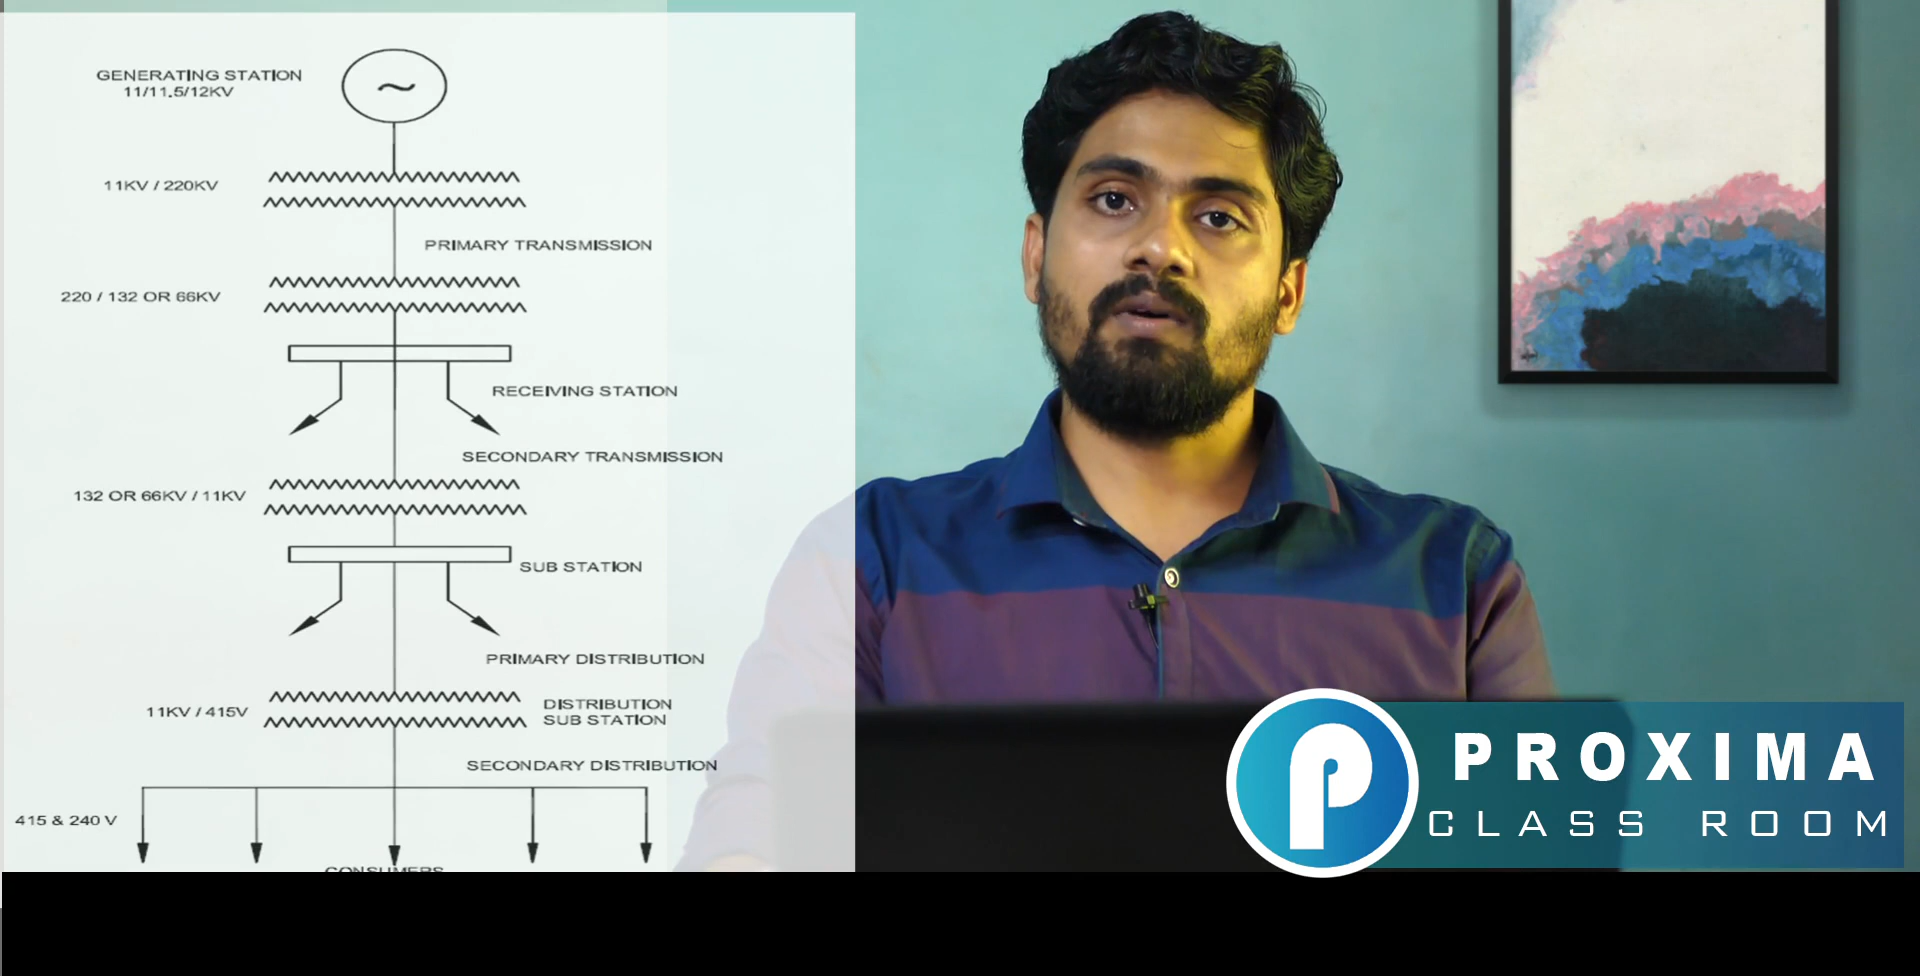 GENERATING STATION
11/11.5/12KV
11KV / 220KV
PRIMARY TRANSMISSION
220 / 132 OR 66KV
RECEIVING STATION
SECONDARY TRANSMISSION
132 OR 66KV / 11KV
SUB STATION
PRIMARY DISTRIBUTION
11KV / 415V
DISTRIBUTION
SUB STATION
SECONDARY DISTRIBUTION
415 & 240 V
CONSUMERS
P PROXIMA
CLASS ROOM